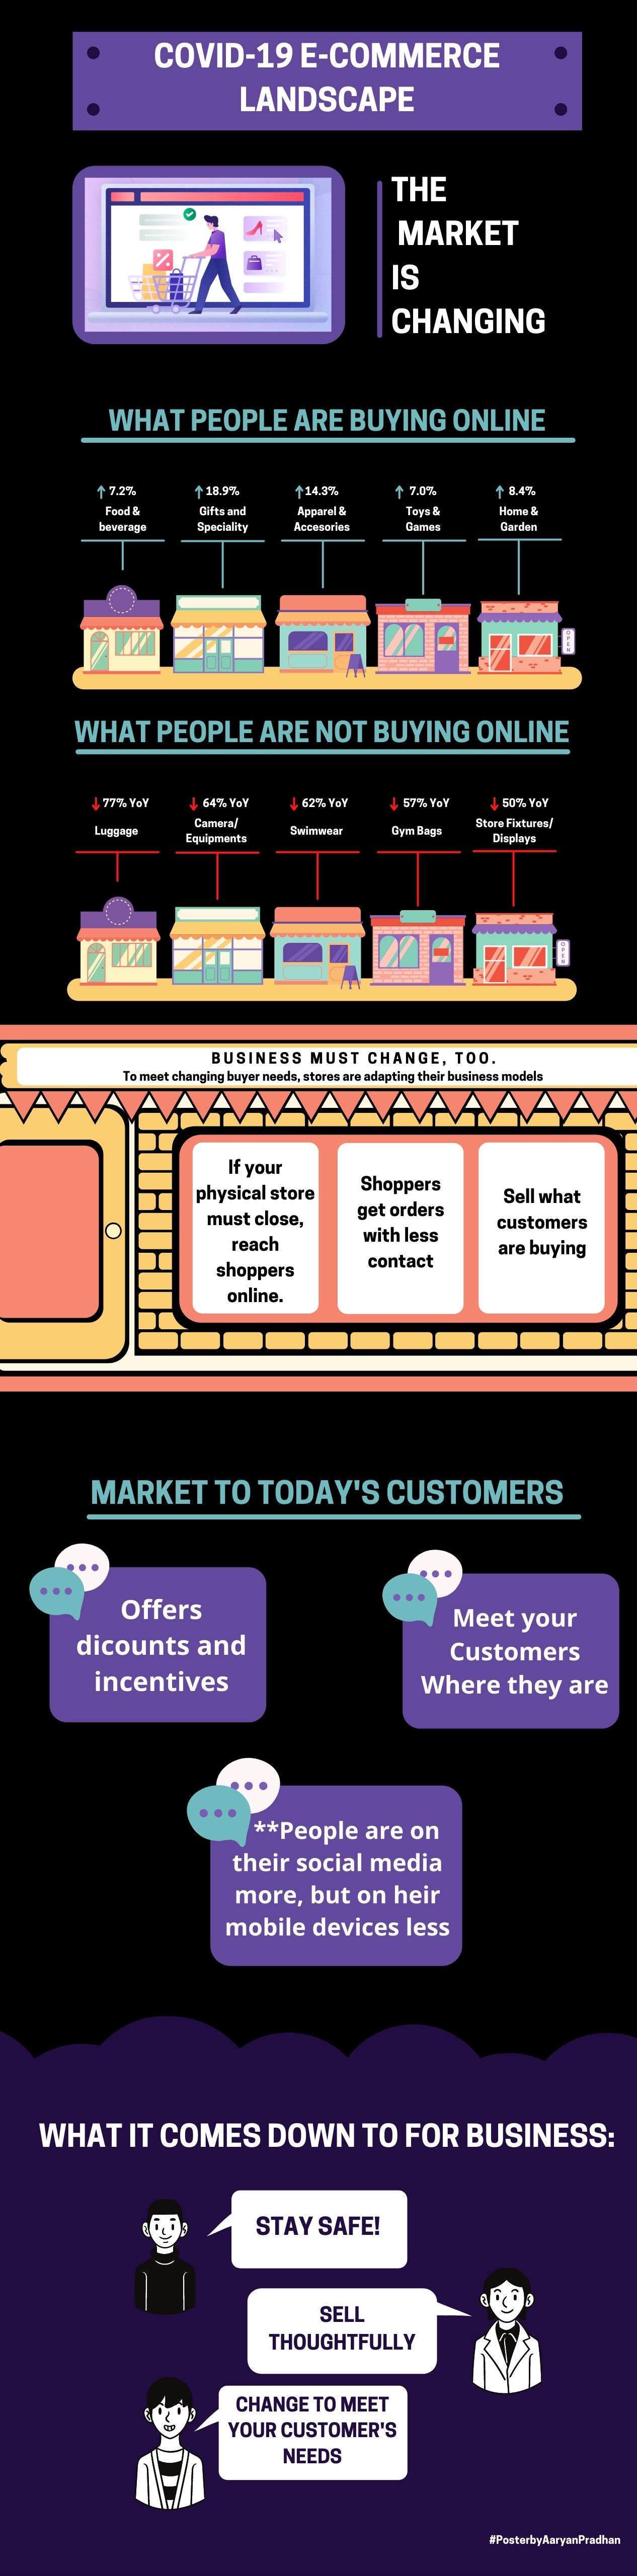 COVID-19 E-COMMERCE
LANDSCAPE
THE
MARKET
IS
CHANGING
WHAT PEOPLE ARE BUYING ONLINE
7.2%
Food &
beverage
18.9%
Gifts and
Speciality
14.3%
Apparel &
Accesories
7.0%
Toys &
Games
8.4%
Home &
Garden
OPEN
WHAT PEOPLE ARE NOT BUYING ONLINE
77% YoY
Luggage
64% YoY
Camera/
Equipments
62% YoY
Swimwear
57% YoY
Gym Bags
50% YoY
Store Fixtures/
Displays
OPEN
BUSINESS MUST CHANGE, TOO.
To meet changing buyer needs, stores are adapting their business models
If your
physical store
must close,
reach
shoppers
online.
Shoppers
get orders
with less
contact
Sell what
customers
are buying
MARKET TO TODAY'S CUSTOMERS
Offers
dicounts and
incentives
Meet your
Customers
Where they are
**People are on
their social media
more, but on heir
mobile devices less
WHAT IT COMES DOWN TO FOR BUSINESS:
STAY SAFE!
SELL
THOUGHTFULLY
CHANGE TO MEET
YOUR CUSTOMER'S
NEEDS
#PosterbyAaryanPradhan